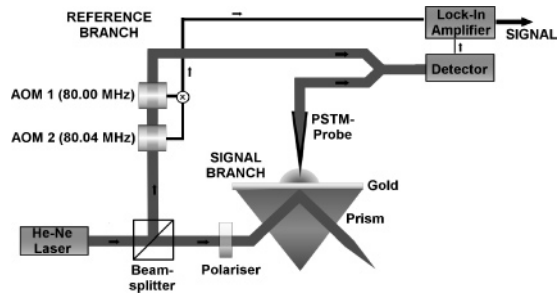 REFERENCE
BRANCH
Lock-In
Amplifier
SIGNAL
Detector
AOM 1 (80.00 MHz)
AOM 2 (80.04 MHz)
PSTM-
Probe
SIGNAL
BRANCH
Gold
Prism
He-Ne
Laser
Beam-
splitter
Polariser